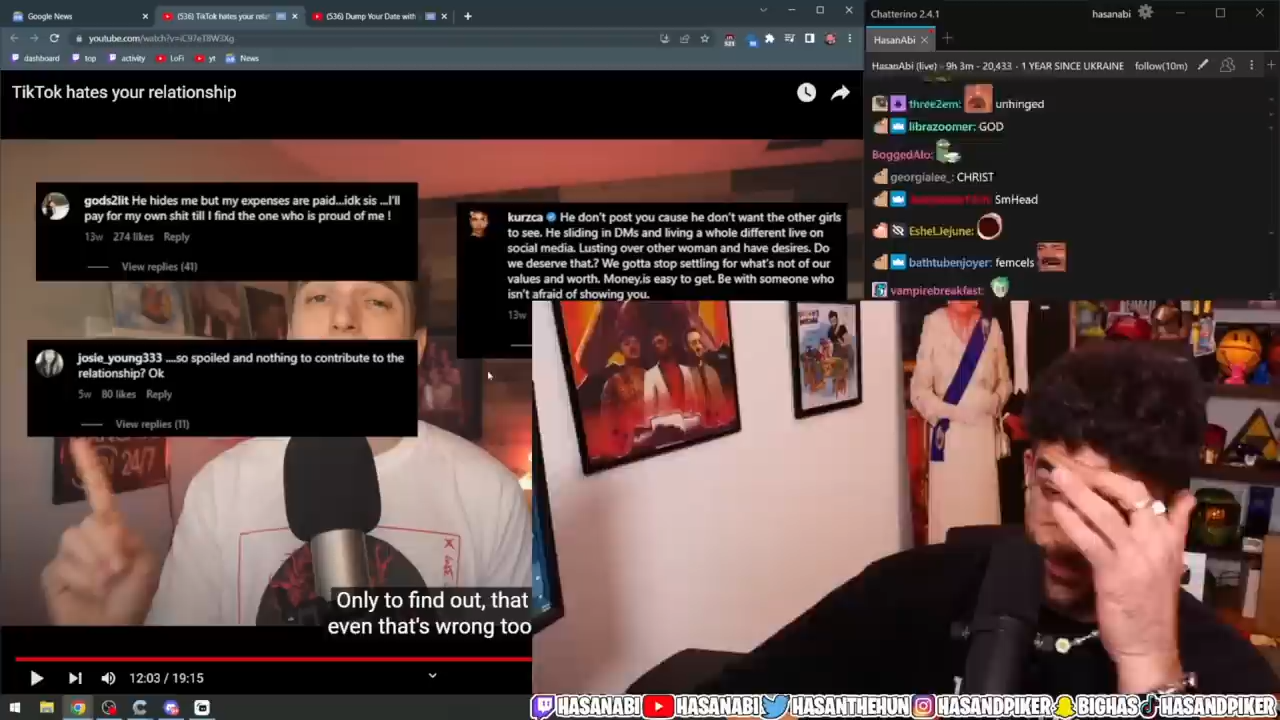 Google News
(536) TikTok hates your relat
(536) Dump Your Date with
youtube.com/watch?v=iC97eT8W3Xg
dashboard
top
activity
LoFi
yt
News
TikTok hates your relationship
gods2lit He hides me but my expenses are paid...idk sis ...I'll
pay for my own shit till I find the one who is proud of me !
13w 274 likes Reply
View replies (41)
kurzca He don't post you cause he don't want the other girls
to see. He sliding in DMs and living a whole different live on
social media. Lusting over other woman and have desires. Do
we deserve that.? We gotta stop settling for what's not of our
values and worth. Money,is easy to get. Be with someone who
isn't afraid of showing you.
13w
josie_young333 ....so spoiled and nothing to contribute to the
relationship? Ok
5w 80 likes Reply
View replies (11)
24/7
Only to find out, that
even that's wrong too
12:03 / 19:15
Chatterino 2.4.1
hasanabi
HasanAbi
HasanAbi (live) - 9h 3m - 20,433 - 1 YEAR SINCE UKRAINE
follow(10m)
three2em: unhinged
librazoomer: GOD
BoggedAlo:
georgialee_: CHRIST
SmHead
EshelJejune:
bathtubenjoyer: femcels
vampirebreakfast:
HASANABI
HASANABI
HASANTHEHUN
HASANDPIKER
BIGHAS
HASANDPIKER